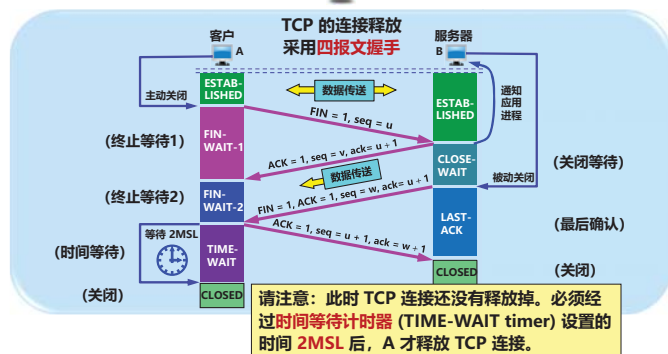 TCP 的连接释放
采用四报文握手
客户
A
服务器
B
主动关闭
ESTAB-
LISHED
数据传送
ESTAB-
LISHED
通知
应用
进程
FIN = 1, seq = u
(终止等待1)
FIN-
WAIT-1
ACK = 1, seq = v, ack= u + 1
CLOSE-
WAIT
(关闭等待)
数据传送
被动关闭
(终止等待2)
FIN-
WAIT-2
FIN = 1, ACK = 1, seq = w, ack= u + 1
LAST-
ACK
(最后确认)
等待 2MSL
ACK = 1, seq = u + 1, ack = w + 1
(时间等待)
TIME-
WAIT
CLOSED
(关闭)
(关闭)
CLOSED
请注意：此时 TCP 连接还没有释放掉。必须经
过时间等待计时器 (TIME-WAIT timer) 设置的
时间 2MSL 后，A 才释放 TCP 连接。